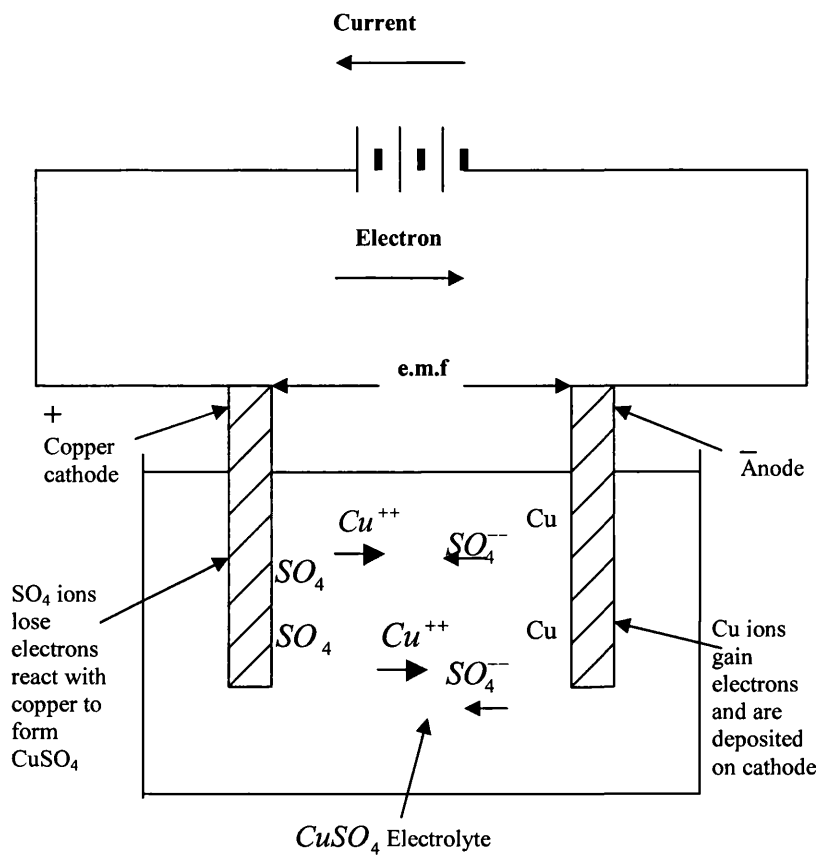 Current
Electron
e.m.f
+
Copper
cathode
−
Anode
Cu⁺⁺
SO₄⁻⁻
Cu
SO₄
SO₄ ions
lose
electrons
react with
copper to
form
CuSO₄
SO₄
Cu⁺⁺
SO₄⁻⁻
Cu
Cu ions
gain
electrons
and are
deposited
on cathode
CuSO₄ Electrolyte